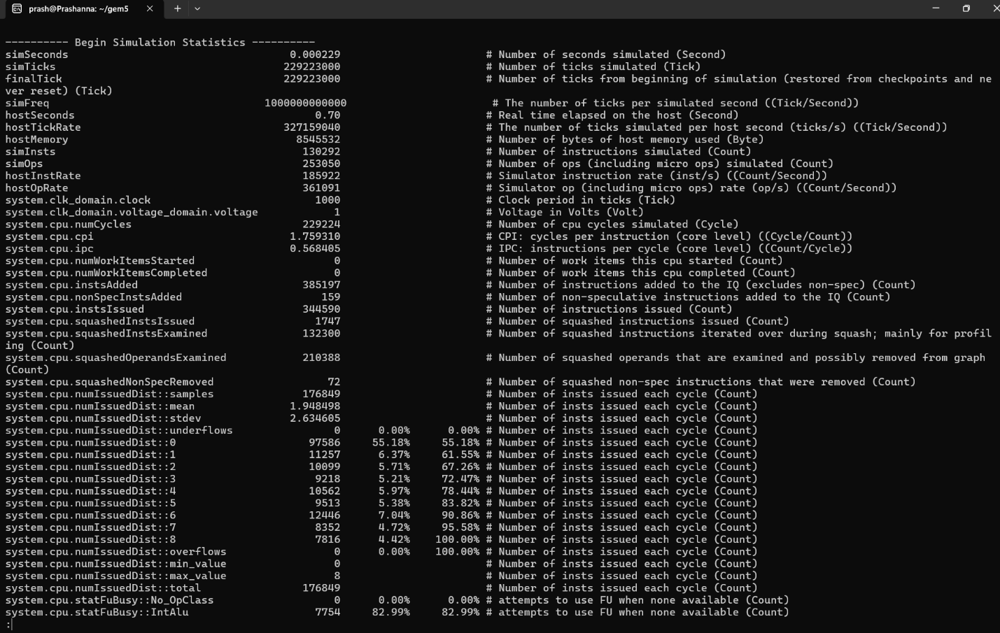 prash@Prashanna: ~/gem5
---------- Begin Simulation Statistics ----------
simSeconds 0.000229 # Number of seconds simulated (Second)
simTicks 229223000 # Number of ticks simulated (Tick)
finalTick 229223000 # Number of ticks from beginning of simulation (restored from checkpoints and ne
ver reset) (Tick)
simFreq 1000000000000 # The number of ticks per simulated second ((Tick/Second))
hostSeconds 0.70 # Real time elapsed on the host (Second)
hostTickRate 327159040 # The number of ticks simulated per host second (ticks/s) ((Tick/Second))
hostMemory 8545532 # Number of bytes of host memory used (Byte)
simInsts 130292 # Number of instructions simulated (Count)
simOps 253050 # Number of ops (including micro ops) simulated (Count)
hostInstRate 185922 # Simulator instruction rate (inst/s) ((Count/Second))
hostOpRate 361091 # Simulator op (including micro ops) rate (op/s) ((Count/Second))
system.clk_domain.clock 1000 # Clock period in ticks (Tick)
system.clk_domain.voltage_domain.voltage 1 # Voltage in Volts (Volt)
system.cpu.numCycles 229224 # Number of cpu cycles simulated (Cycle)
system.cpu.cpi 1.759310 # CPI: cycles per instruction (core level) ((Cycle/Count))
system.cpu.ipc 0.568405 # IPC: instructions per cycle (core level) ((Count/Cycle))
system.cpu.numWorkItemsStarted 0 # Number of work items this cpu started (Count)
system.cpu.numWorkItemsCompleted 0 # Number of work items this cpu completed (Count)
system.cpu.instsAdded 385197 # Number of instructions added to the IQ (excludes non-spec) (Count)
system.cpu.nonSpecInstsAdded 159 # Number of non-speculative instructions added to the IQ (Count)
system.cpu.instsIssued 344590 # Number of instructions issued (Count)
system.cpu.squashedInstsIssued 1747 # Number of squashed instructions issued (Count)
system.cpu.squashedInstsExamined 132300 # Number of squashed instructions iterated over during squash; mainly for profil
ing (Count)
system.cpu.squashedOperandsExamined 210388 # Number of squashed operands that are examined and possibly removed from graph
(Count)
system.cpu.squashedNonSpecRemoved 72 # Number of squashed non-spec instructions that were removed (Count)
system.cpu.numIssuedDist::samples 176849 # Number of insts issued each cycle (Count)
system.cpu.numIssuedDist::mean 1.948498 # Number of insts issued each cycle (Count)
system.cpu.numIssuedDist::stdev 2.634605 # Number of insts issued each cycle (Count)
system.cpu.numIssuedDist::underflows 0 0.00% 0.00% # Number of insts issued each cycle (Count)
system.cpu.numIssuedDist::0 97586 55.18% 55.18% # Number of insts issued each cycle (Count)
system.cpu.numIssuedDist::1 11257 6.37% 61.55% # Number of insts issued each cycle (Count)
system.cpu.numIssuedDist::2 10099 5.71% 67.26% # Number of insts issued each cycle (Count)
system.cpu.numIssuedDist::3 9218 5.21% 72.47% # Number of insts issued each cycle (Count)
system.cpu.numIssuedDist::4 10562 5.97% 78.44% # Number of insts issued each cycle (Count)
system.cpu.numIssuedDist::5 9513 5.38% 83.82% # Number of insts issued each cycle (Count)
system.cpu.numIssuedDist::6 12446 7.04% 90.86% # Number of insts issued each cycle (Count)
system.cpu.numIssuedDist::7 8352 4.72% 95.58% # Number of insts issued each cycle (Count)
system.cpu.numIssuedDist::8 7816 4.42% 100.00% # Number of insts issued each cycle (Count)
system.cpu.numIssuedDist::overflows 0 0.00% 100.00% # Number of insts issued each cycle (Count)
system.cpu.numIssuedDist::min_value 0 # Number of insts issued each cycle (Count)
system.cpu.numIssuedDist::max_value 8 # Number of insts issued each cycle (Count)
system.cpu.numIssuedDist::total 176849 # Number of insts issued each cycle (Count)
system.cpu.statFuBusy::No_OpClass 0 0.00% 0.00% # attempts to use FU when none available (Count)
system.cpu.statFuBusy::IntAlu 7754 82.99% 82.99% # attempts to use FU when none available (Count)
: